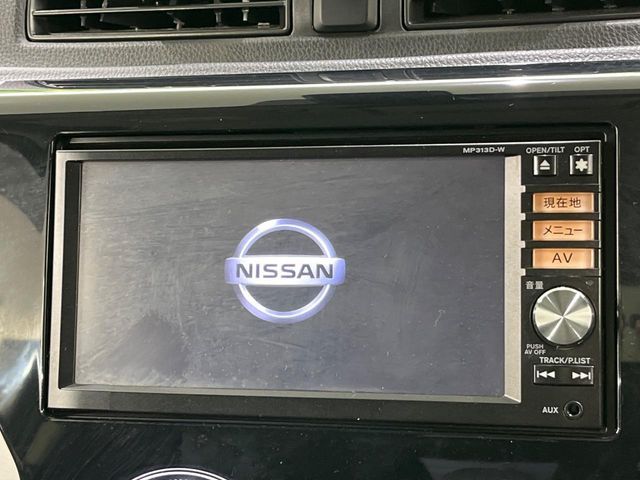 MP313D-W
OPEN/TILT OPT
現在地
メニュー
AV
音量
NISSAN
PUSH
AV OFF
TRACK/P.LIST
AUX